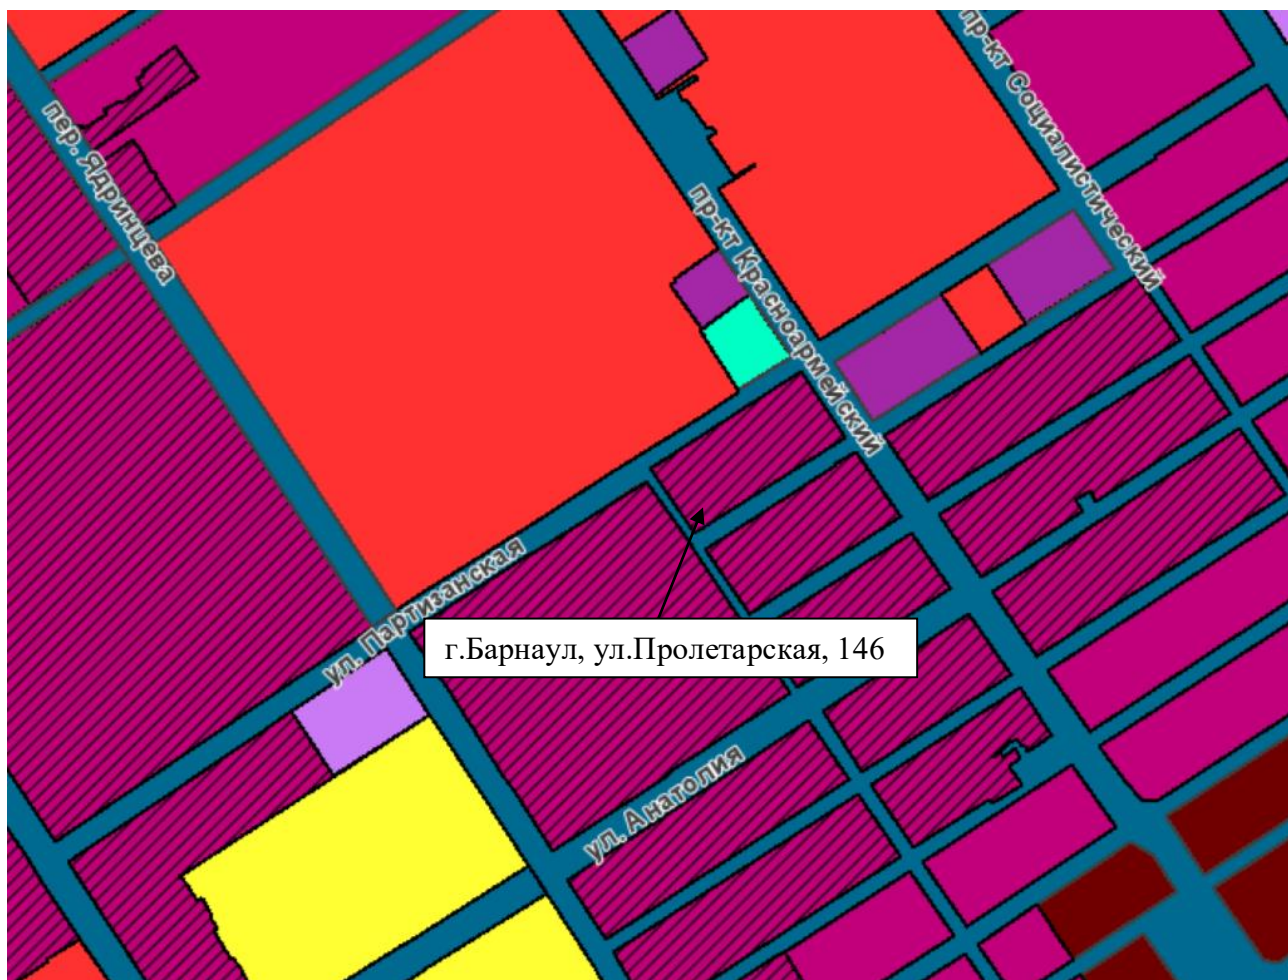 пр-кт Социалистический
пер. Ядринцева
пр-кт Красноармейский
ул. Партизанская
г.Барнаул, ул.Пролетарская, 146
ул. Анатолия